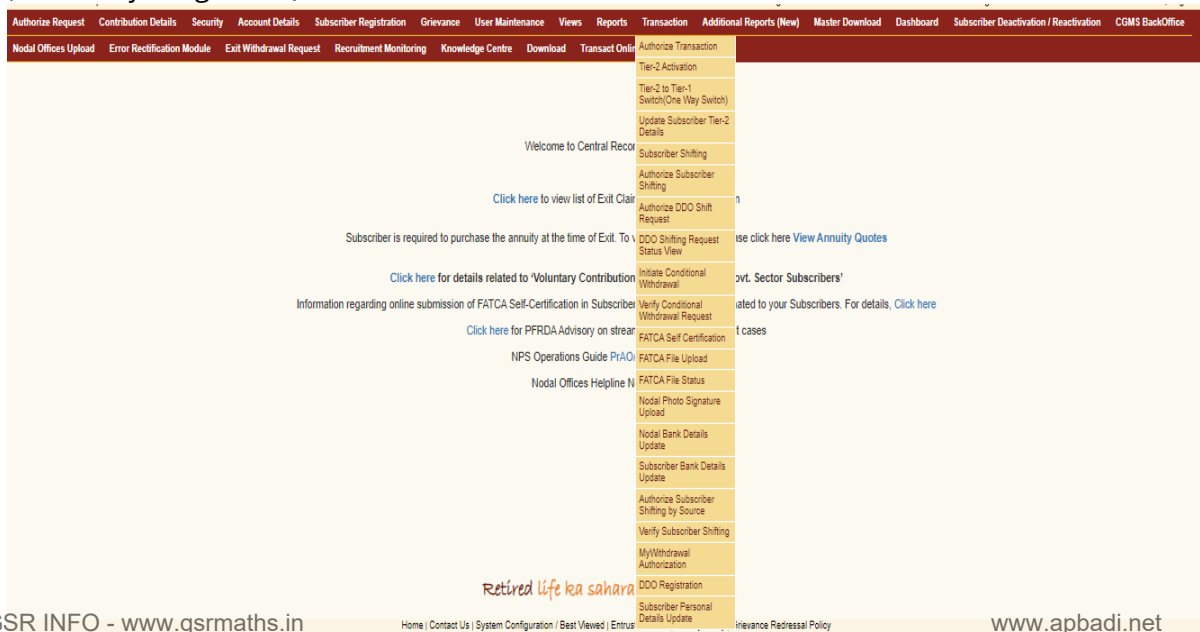 Authorize Request Contribution Details Security Account Details Subscriber Registration Grievance User Maintenance Views Reports Transaction Additional Reports (New) Master Download Dashboard Subscriber Deactivation / Reactivation CGMS BackOffice
Nodal Offices Upload Error Rectification Module Exit Withdrawal Request Recruitment Monitoring Knowledge Centre Download Transact Onlin
Authorize Transaction
Tier-2 Activation
Tier-2 to Tier-1
Switch(One Way Switch)
Update Subscriber Tier-2
Details
Subscriber Shifting
Authorize Subscriber
Shifting
Authorize DDO Shift
Request
DDO Shifting Request
Status View
Initiate Conditional
Withdrawal
Verify Conditional
Withdrawal Request
FATCA Self Certification
FATCA File Upload
FATCA File Status
Nodal Photo Signature
Upload
Nodal Bank Details
Update
Subscriber Bank Details
Update
Authorize Subscriber
Shifting by Source
Verify Subscriber Shifting
MyWithdrawal
Authorization
DDO Registration
Subscriber Personal
Details Update
Welcome to Central Recor
Click here to view list of Exit Clai
Subscriber is required to purchase the annuity at the time of Exit. To v ase click here View Annuity Quotes
Click here for details related to 'Voluntary Contribution ovt. Sector Subscribers'
Information regarding online submission of FATCA Self-Certification in Subscriber nated to your Subscribers. For details, Click here
Click here for PFRDA Advisory on strear t cases
NPS Operations Guide PrAO/
Nodal Offices Helpline N
Retired life ka sahara
Home | Contact Us | System Configuration / Best Viewed | Entrus Grievance Redressal Policy
GSR INFO - www.gsrmaths.in www.apbadi.net